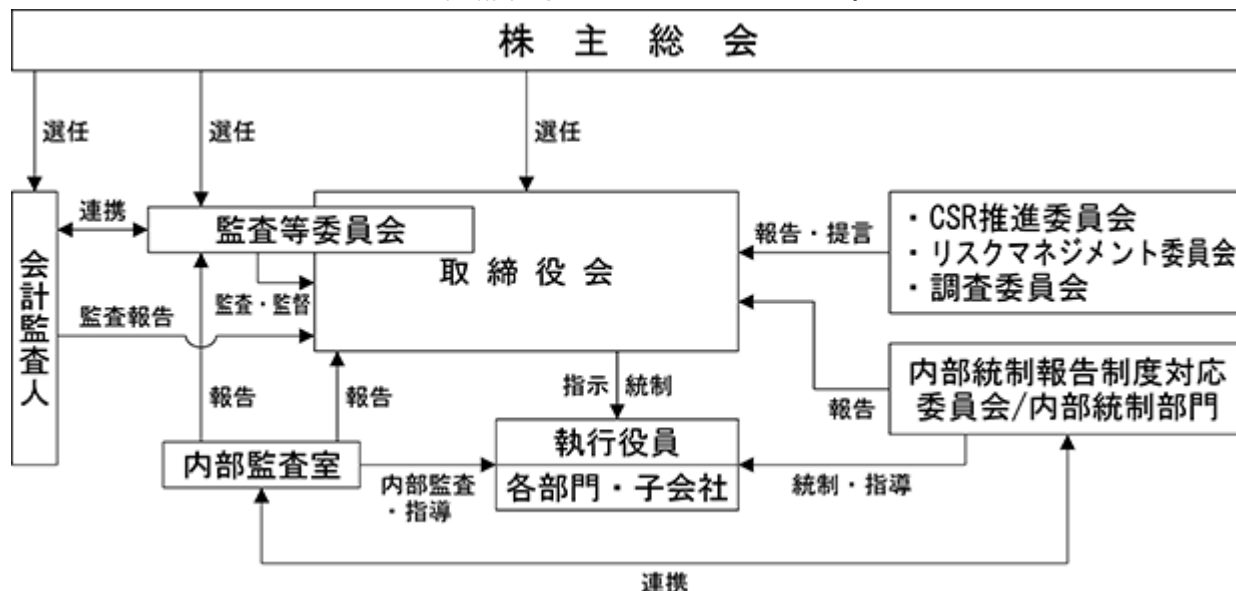 株主総会
選任
選任
選任
連携
監査等委員会
取締役会
監査・監督
監査報告
会計監査人
報告・提言
・CSR推進委員会
・リスクマネジメント委員会
・調査委員会
報告
報告
指示
統制
報告
内部統制報告制度対応
委員会/内部統制部門
内部監査室
内部監査
・指導
執行役員
各部門・子会社
統制・指導
連携